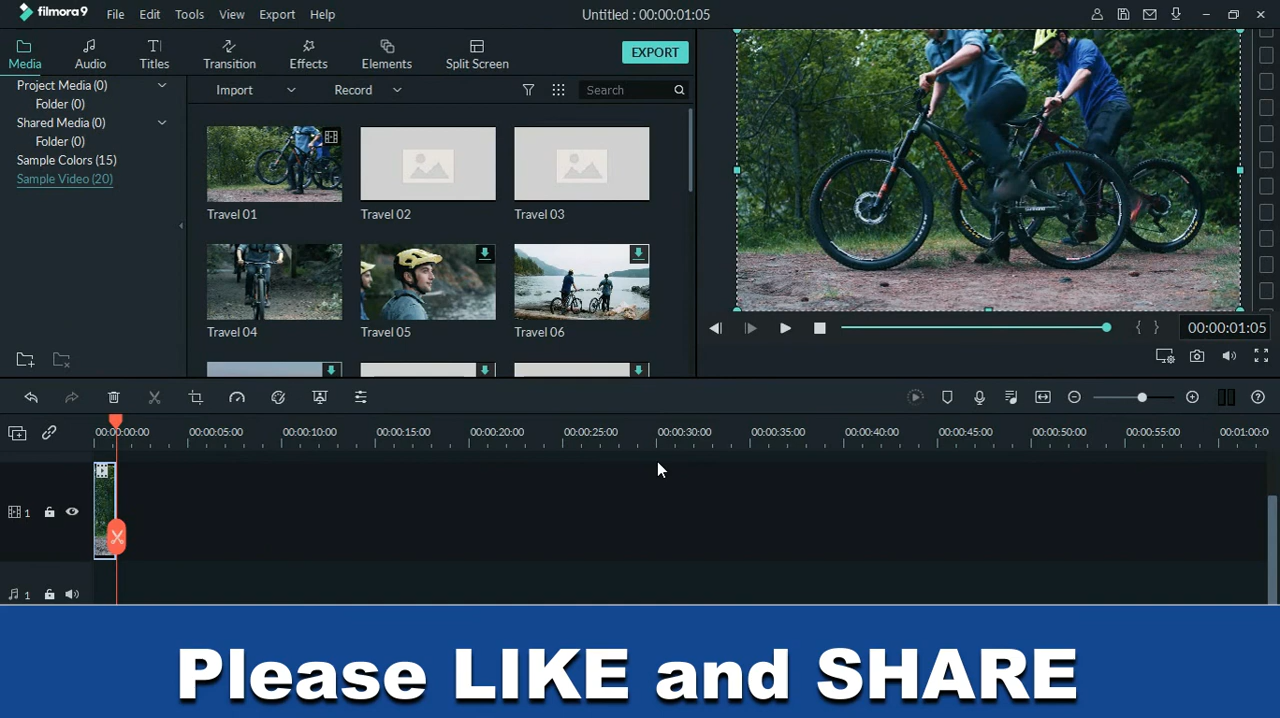 filmora9 File Edit Tools View Export Help Untitled : 00:00:01:05
Media Audio Titles Transition Effects Elements Split Screen EXPORT
Project Media (0)
Folder (0)
Shared Media (0)
Folder (0)
Sample Colors (15)
Sample Video (20)
Import Record Search
Travel 01 Travel 02 Travel 03
Travel 04 Travel 05 Travel 06
00:00:01:05
00:00:00:00 00:00:05:00 00:00:10:00 00:00:15:00 00:00:20:00 00:00:25:00 00:00:30:00 00:00:35:00 00:00:40:00 00:00:45:00 00:00:50:00 00:00:55:00 00:01:00:0
1
1
Please LIKE and SHARE